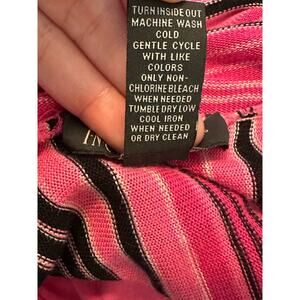 TURN INSIDE OUT
MACHINE WASH
COLD
GENTLE CYCLE
WITH LIKE
COLORS
ONLY NON-
CHLORINE BLEACH
WHEN NEEDED
TUMBLE DRY LOW
COOL IRON
WHEN NEEDED
OR DRY CLEAN